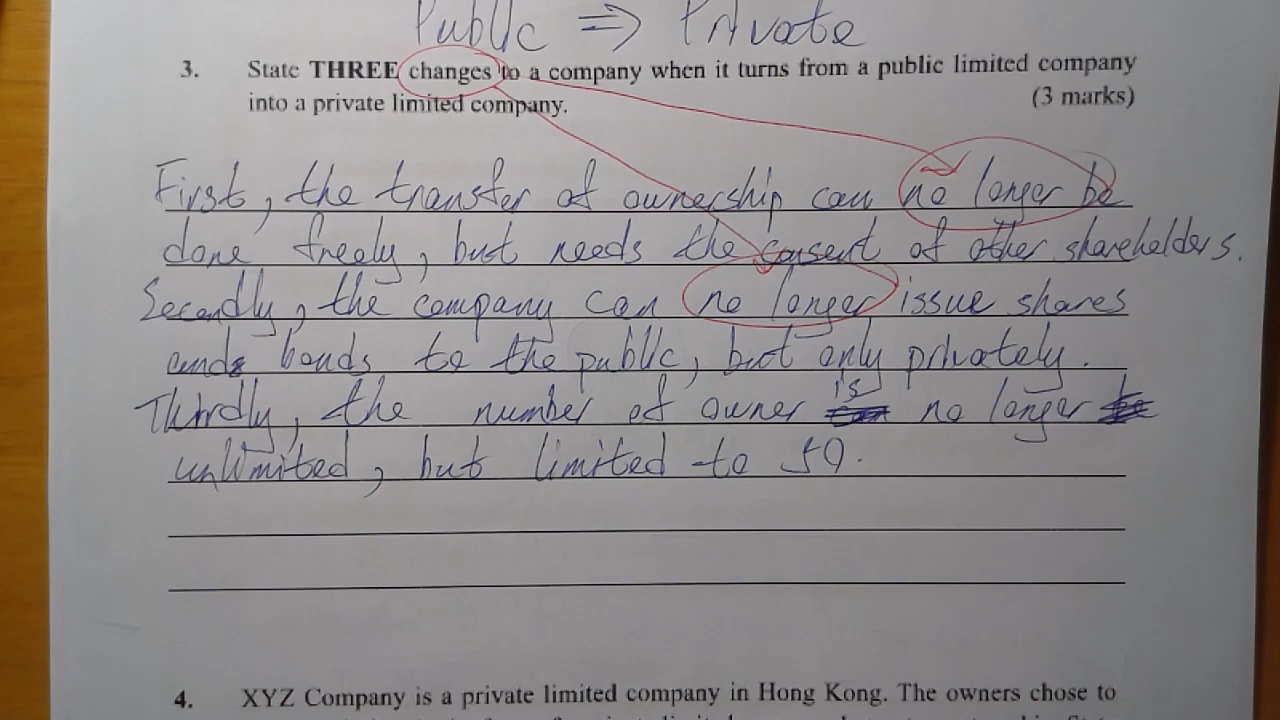 Public ⇒ Private
3. State THREE changes to a company when it turns from a public limited company
into a private limited company. (3 marks)
First, the transfer of ownership can no longer be
done freely, but needs the consent of other shareholders.
Secondly, the company can no longer issue shares
and bonds to the public, but only privately.
Thirdly, the number of owner is no longer
unlimited, but limited to 50.
4. XYZ Company is a private limited company in Hong Kong. The owners chose to